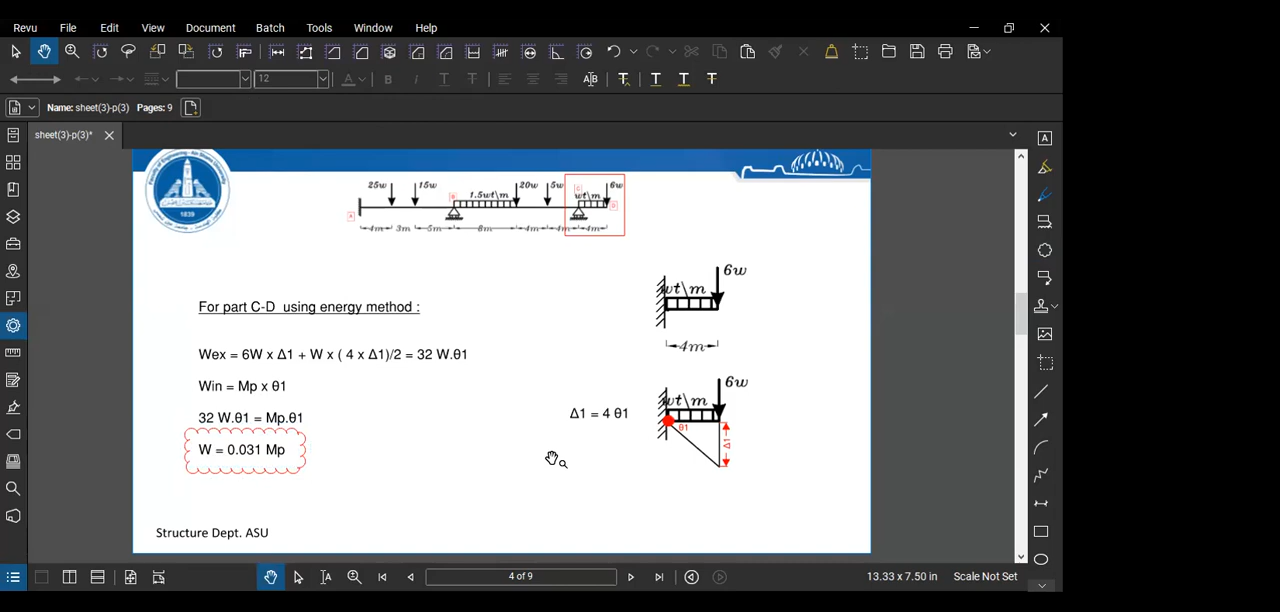 Revu File Edit View Document Batch Tools Window Help
12
Name: sheet(3)-p(3) Pages: 9
sheet(3)-p(3)*
1839
25w 15w 1.5wt\m 20w 5w wt\m 6w
A B C D
4m 3m 5m 8m 4m 4m 4m
6w
wt\m
4m
For part C-D using energy method :
Wex = 6W x Δ1 + W x ( 4 x Δ1)/2 = 32 W.θ1
Win = Mp x θ1
32 W.θ1 = Mp.θ1
W = 0.031 Mp
Δ1 = 4 θ1
6w
wt\m
θ1
Δ1
Structure Dept. ASU
4 of 9
13.33 x 7.50 in Scale Not Set